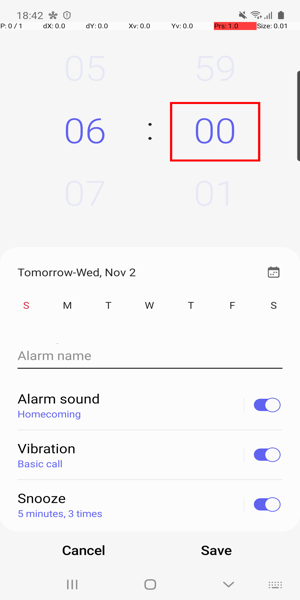 18:42
P: 0 / 1 dX: 0.0 dY: 0.0 Xv: 0.0 Yv: 0.0 Prs: 1.0 Size: 0.01
05 59
06 : 00
07 01
Tomorrow-Wed, Nov 2
S M T W T F S
Alarm name
Alarm sound
Homecoming
Vibration
Basic call
Snooze
5 minutes, 3 times
Cancel Save